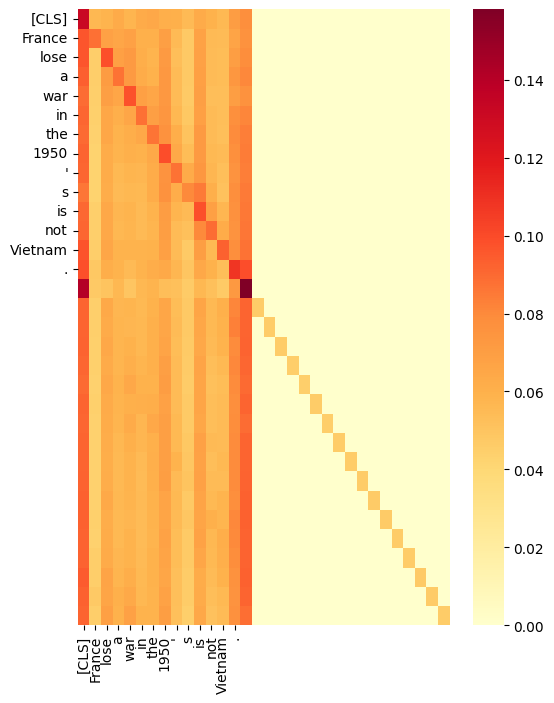 [CLS]
France
lose
a
war
in
the
1950
'
s
is
not
Vietnam
.
0.14
0.12
0.10
0.08
0.06
0.04
0.02
0.00
[CLS]
France
lose
a
war
in
the
1950
'
s
is
not
Vietnam
.